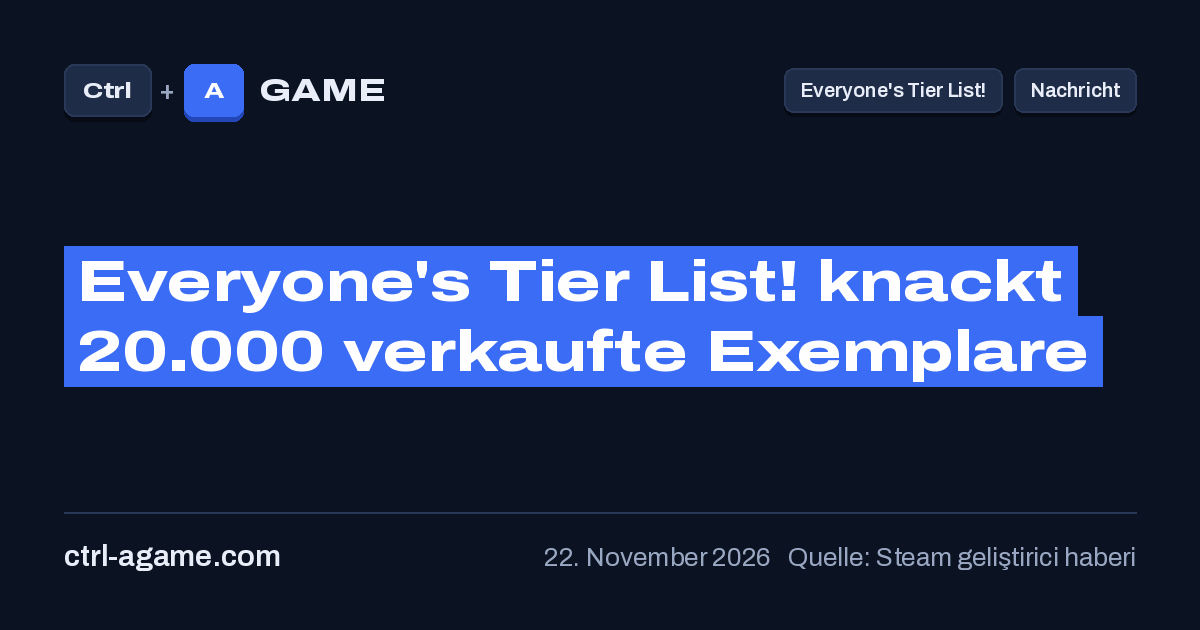 Ctrl + A GAME
Everyone's Tier List! Nachricht
Everyone's Tier List! knackt
20.000 verkaufte Exemplare
ctrl-agame.com
22. November 2026 Quelle: Steam geliştirici haberi